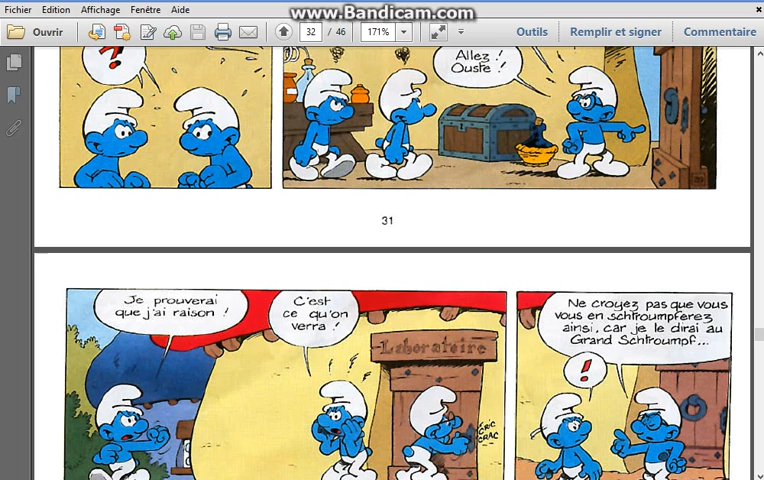 www.Bandicam.com
Fichier Edition Affichage Fenêtre Aide
Ouvrir 32 / 46 171% Outils Remplir et signer Commentaire
?
Allez !
Ouste !
31
Je prouverai
que j'ai raison !
C'est
ce qu'on
verra !
Laboratoire
CRIC
CRAC
Ne croyez pas que vous
vous en schtroumpferez
ainsi, car je le dirai au
Grand Schtroumpf...
!